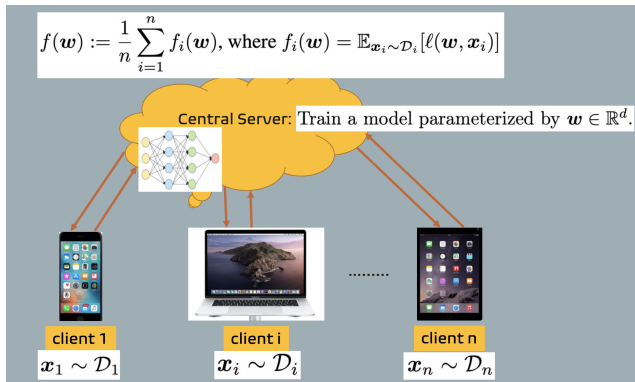 f(w) := 1/n ∑_{i=1}^{n} f_i(w), where f_i(w) = 𝔼_{x_i∼𝒟_i}[ℓ(w, x_i)]
Central Server: Train a model parameterized by w ∈ ℝ^d.
.........
client 1
client i
client n
x_1 ∼ 𝒟_1
x_i ∼ 𝒟_i
x_n ∼ 𝒟_n